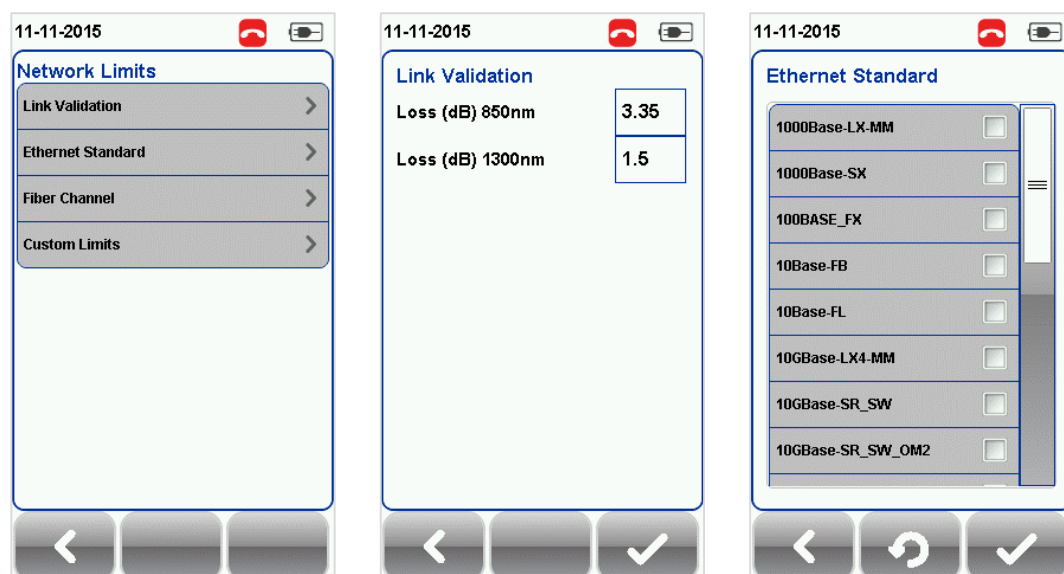 11-11-2015
Network Limits
Link Validation
Ethernet Standard
Fiber Channel
Custom Limits
11-11-2015
Link Validation
Loss (dB) 850nm 3.35
Loss (dB) 1300nm 1.5
11-11-2015
Ethernet Standard
1000Base-LX-MM
1000Base-SX
100BASE_FX
10Base-FB
10Base-FL
10GBase-LX4-MM
10GBase-SR_SW
10GBase-SR_SW_OM2